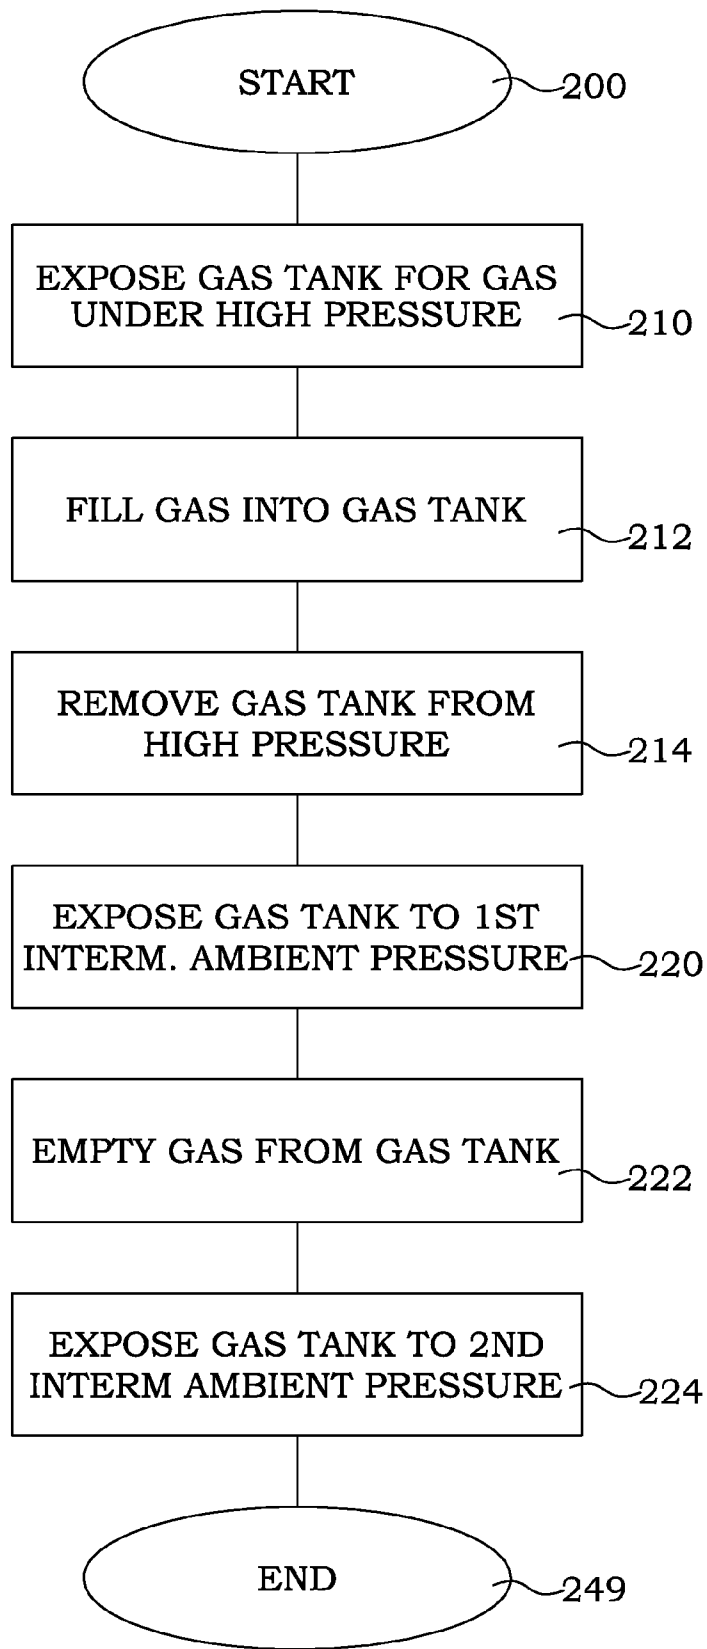 START
200
EXPOSE GAS TANK FOR GAS
UNDER HIGH PRESSURE
210
FILL GAS INTO GAS TANK
212
REMOVE GAS TANK FROM
HIGH PRESSURE
214
EXPOSE GAS TANK TO 1ST
INTERM. AMBIENT PRESSURE
220
EMPTY GAS FROM GAS TANK
222
EXPOSE GAS TANK TO 2ND
INTERM AMBIENT PRESSURE
224
END
249